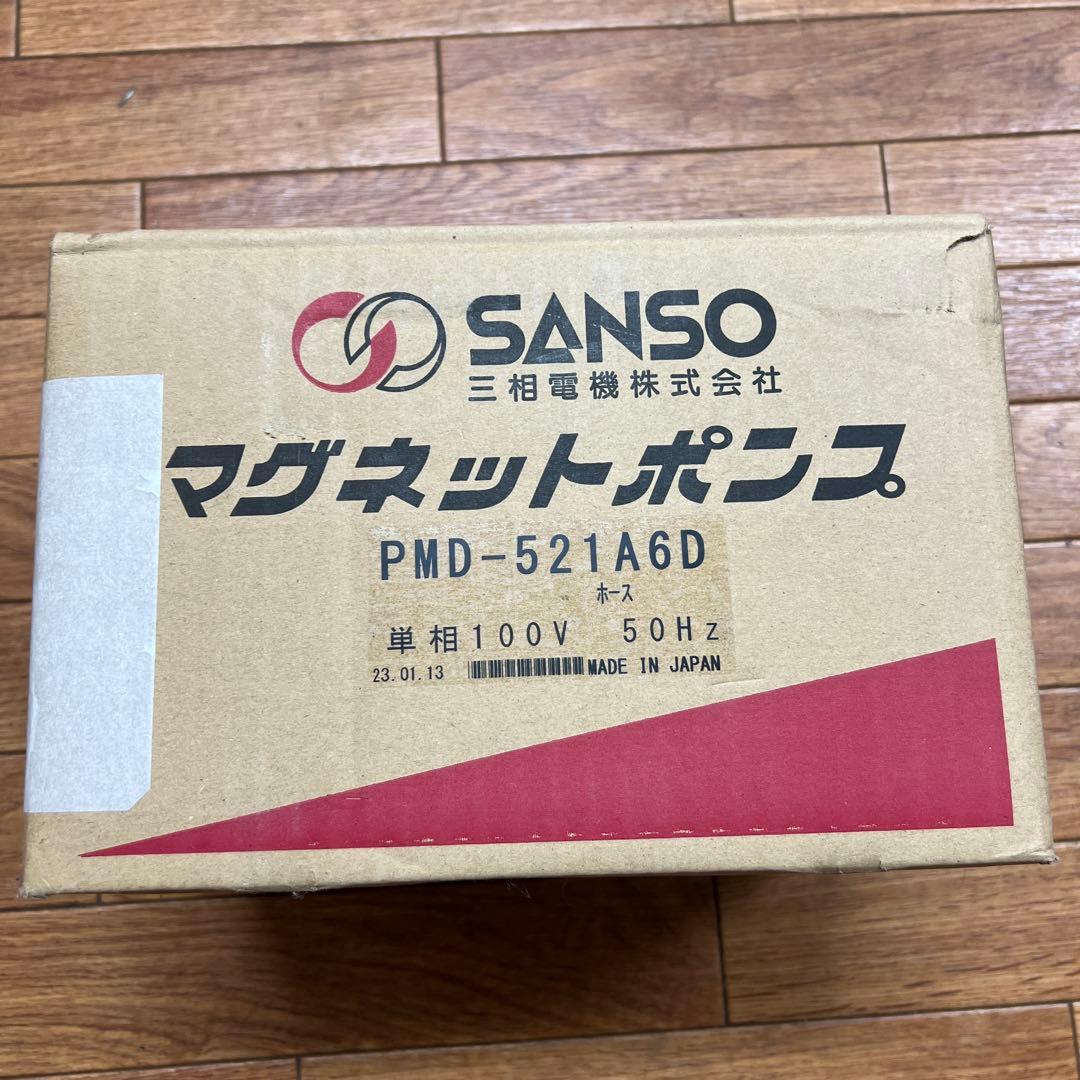 SANSO
三相電機株式会社
マグネットポンプ
PMD-521A6D
ホース
単相100V 50Hz
23.01.13 MADE IN JAPAN